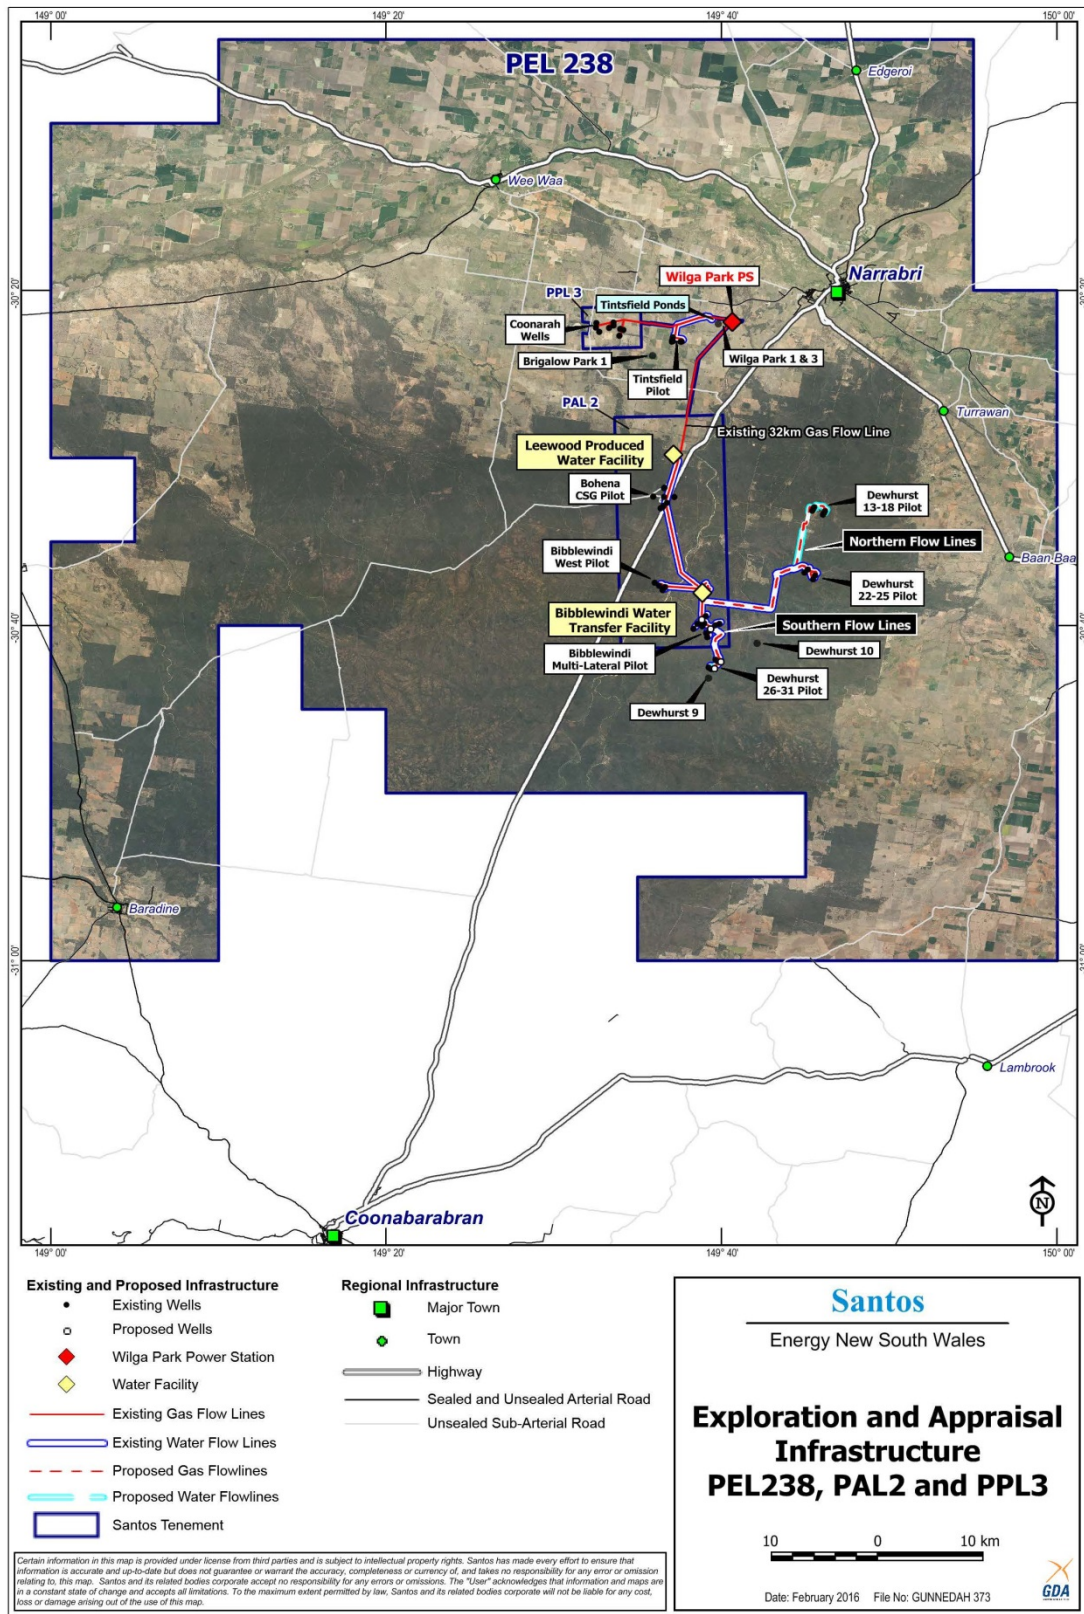 149° 00'
149° 20'
149° 40'
150° 00'
PEL 238
Edgeroi
Wee Waa
Narrabri
-30° 20'
-30° 20'
Wilga Park PS
PPL 3
Tintsfield Ponds
Coonarah
Wells
Brigalow Park 1
Wilga Park 1 & 3
Tintsfield
Pilot
PAL 2
Turrawan
Existing 32km Gas Flow Line
Leewood Produced
Water Facility
Bohena
CSG Pilot
Dewhurst
13-18 Pilot
Northern Flow Lines
Baan Baa
Bibblewindi
West Pilot
Dewhurst
22-25 Pilot
Bibblewindi Water
Transfer Facility
-30° 40'
-30° 40'
Southern Flow Lines
Bibblewindi
Multi-Lateral Pilot
Dewhurst 10
Dewhurst
26-31 Pilot
Dewhurst 9
Baradine
-31° 00'
-31° 00'
Lambrook
N
Coonabarabran
149° 00'
149° 20'
149° 40'
150° 00'
Existing and Proposed Infrastructure
Existing Wells
Proposed Wells
Wilga Park Power Station
Water Facility
Existing Gas Flow Lines
Existing Water Flow Lines
Proposed Gas Flowlines
Proposed Water Flowlines
Santos Tenement
Regional Infrastructure
Major Town
Town
Highway
Sealed and Unsealed Arterial Road
Unsealed Sub-Arterial Road
Santos
Energy New South Wales
Exploration and Appraisal
Infrastructure
PEL238, PAL2 and PPL3
10 0 10 km
Date: February 2016 File No: GUNNEDAH 373
GDA
Certain information in this map is provided under license from third parties and is subject to intellectual property rights. Santos has made every effort to ensure that
information is accurate and up-to-date but does not guarantee or warrant the accuracy, completeness or currency of, and takes no responsibility for any error or omission
relating to, this map. Santos and its related bodies corporate accept no responsibility for any errors or omissions. The "User" acknowledges that information and maps are
in a constant state of change and accepts all limitations. To the maximum extent permitted by law, Santos and its related bodies corporate will not be liable for any cost,
loss or damage arising out of the use of this map.